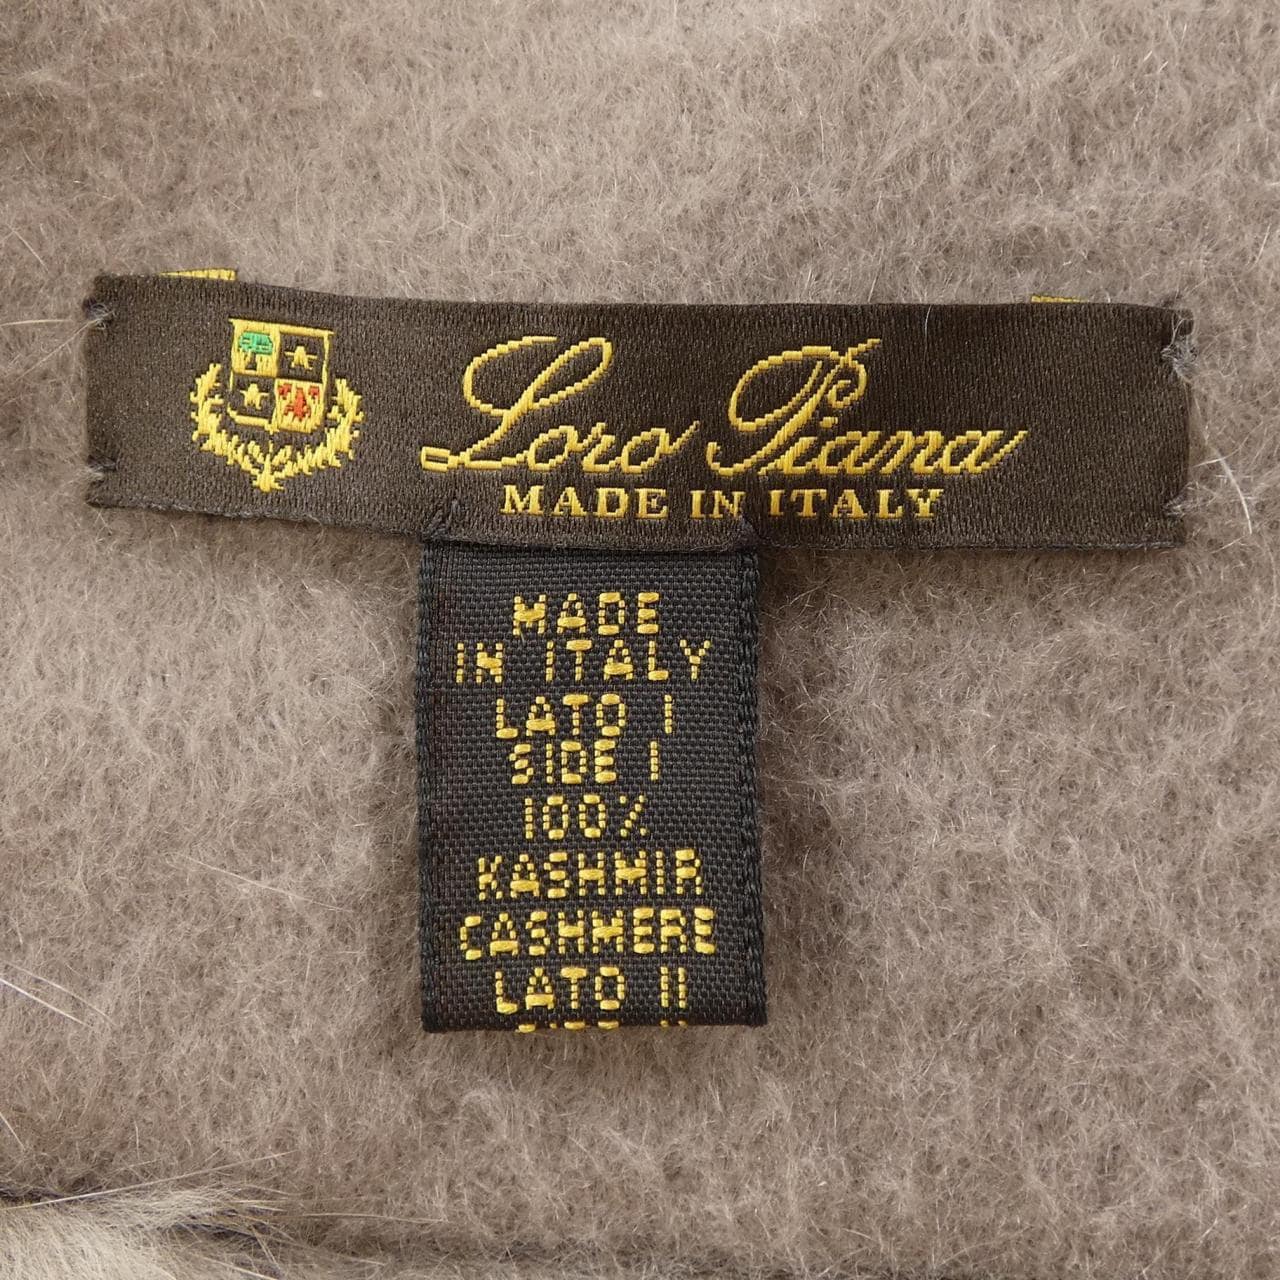 Loro Piana
MADE IN ITALY
MADE
IN ITALY
LATO I
SIDE I
100%
KASHMIR
CASHMERE
LATO II